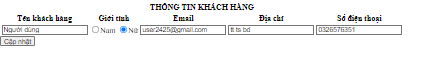 THÔNG TIN KHÁCH HÀNG
Tên khách hàng Giới tính Email Địa chỉ Số điện thoại
Người dùng Nam Nữ user2425@gmail.com tt ts bd 0326576351
Cập nhật